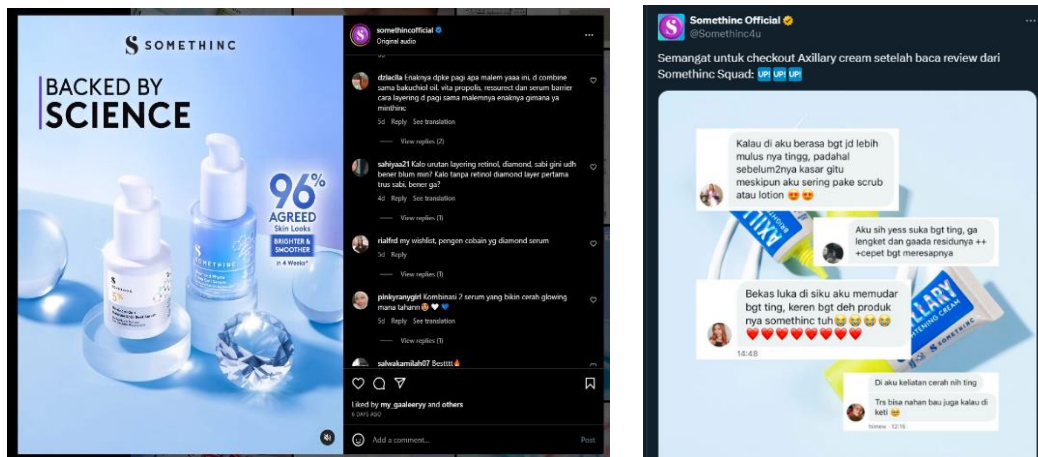 SOMETHINC
BACKED BY
SCIENCE
96%
AGREED
Skin Looks
BRIGHTER &
SMOOTHER
in 4 Weeks*
SOMETHINC
5%
somethincofficial
Original audio
dzlacila Enaknya dpke pagi apa malem yaaa ini, d combine
sama bakuchiol oil, vita propolis, ressurect dan serum barrier
cara layering d pagi sama malemnya enaknya gimana ya
minthinc
5d Reply See translation
View replies (2)
sahiyaa21 Kalo urutan layering retinol, diamond, sabi gini udh
bener blum min? Kalo tanpa retinol diamond layer pertama
trus sabi, bener ga?
4d Reply See translation
View replies (1)
rialfrd my wishlist, pengen cobain yg diamond serum
5d Reply
View replies (1)
pinkyranygirl Kombinasi 2 serum yang bikin cerah glowing
mana tahann🥰🤍💙
5d Reply See translation
View replies (1)
salwakamilah07 Bestttt🔥
Liked by my_gaaleeryy and others
6 DAYS AGO
Add a comment...
Post
Somethinc Official
@Somethinc4u
Semangat untuk checkout Axillary cream setelah baca review dari
Somethinc Squad: 🆙🆙🆙
Kalau di aku berasa bgt jd lebih
mulus nya tingg, padahal
sebelum2nya kasar gitu
meskipun aku sering pake scrub
atau lotion 😍😍
Aku sih yess suka bgt ting, ga
lengket dan gaada residunya ++
+cepet bgt meresapnya
Bekas luka di siku aku memudar
bgt ting, keren bgt deh produk
nya somethinc tuh😭😭😭😭
❤️❤️❤️❤️❤️❤️❤️❤️
14:48
Di aku keliatan cerah nih ting
Trs bisa nahan bau juga kalau di
keti
12:16
SOMETHINC